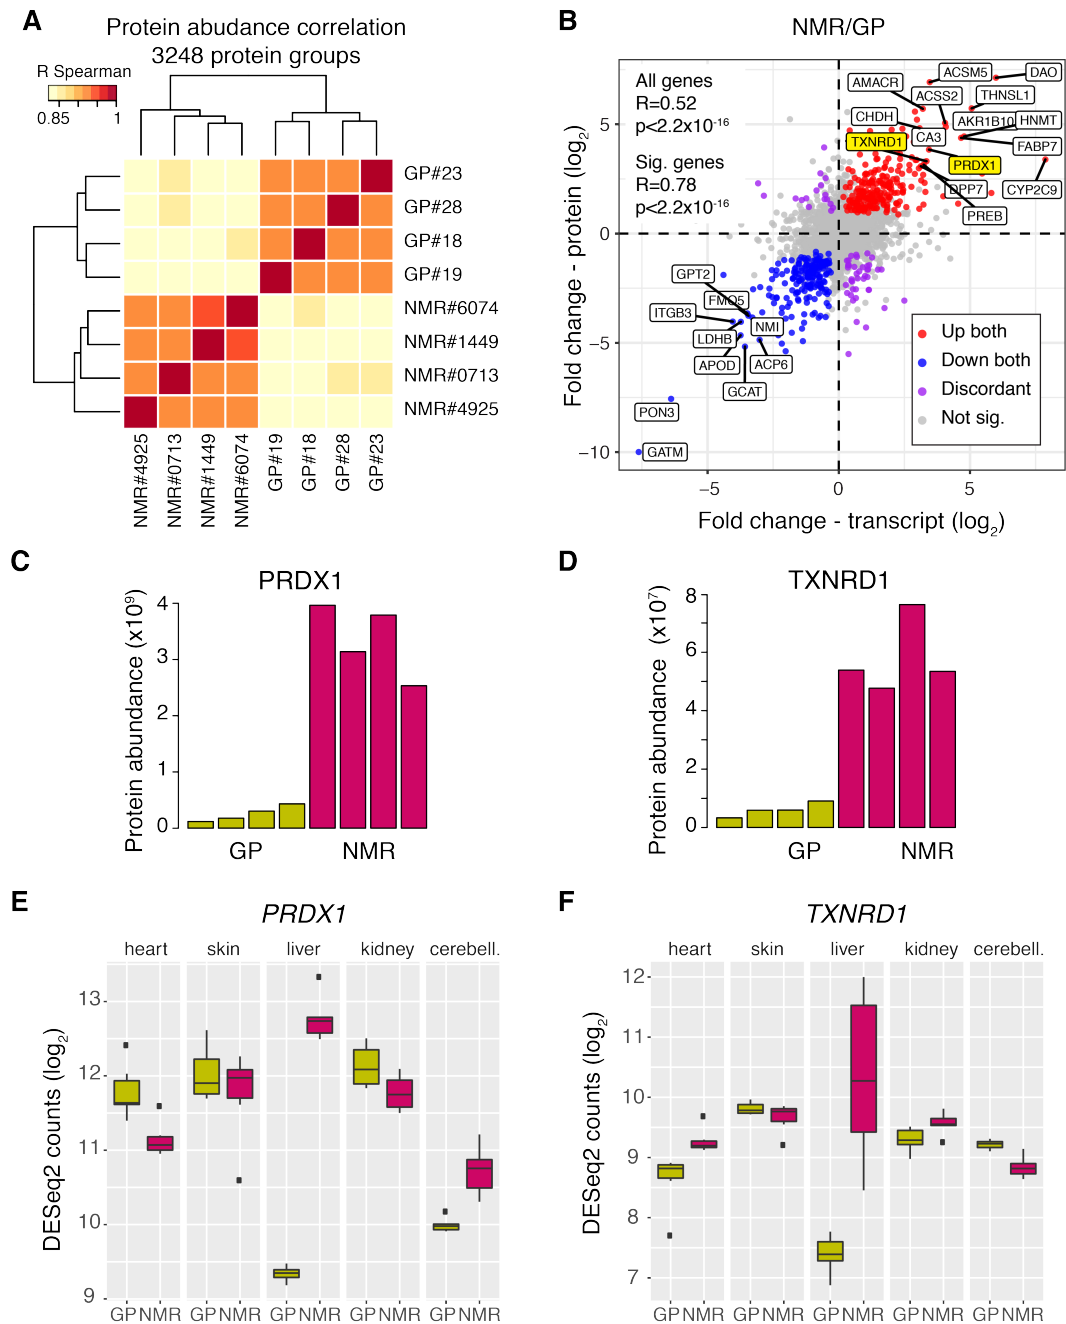 A
Protein abudance correlation
3248 protein groups
R Spearman
0.85
1
GP#23
GP#28
GP#18
GP#19
NMR#6074
NMR#1449
NMR#0713
NMR#4925
NMR#4925
NMR#0713
NMR#1449
NMR#6074
GP#19
GP#18
GP#28
GP#23
B
NMR/GP
All genes
R=0.52
p<2.2x10-16
Sig. genes
R=0.78
p<2.2x10-16
ACSM5
DAO
AMACR
ACSS2
THNSL1
CHDH
CA3
AKR1B10
HNMT
TXNRD1
FABP7
PRDX1
DPP7
CYP2C9
PREB
GPT2
FMO5
ITGB3
NMI
LDHB
APOD
ACP6
GCAT
PON3
GATM
Up both
Down both
Discordant
Not sig.
5
0
−5
−10
−5
0
5
Fold change - protein (log2)
Fold change - transcript (log2)
C
PRDX1
Protein abundance (x10⁹)
4
3
2
1
0
GP
NMR
D
TXNRD1
Protein abundance (x10⁷)
8
6
4
2
0
GP
NMR
E
PRDX1
heart
skin
liver
kidney
cerebell.
DESeq2 counts (log2)
13
12
11
10
9
GP NMR
GP NMR
GP NMR
GP NMR
GP NMR
F
TXNRD1
heart
skin
liver
kidney
cerebell.
DESeq2 counts (log2)
12
11
10
9
8
7
GP NMR
GP NMR
GP NMR
GP NMR
GP NMR